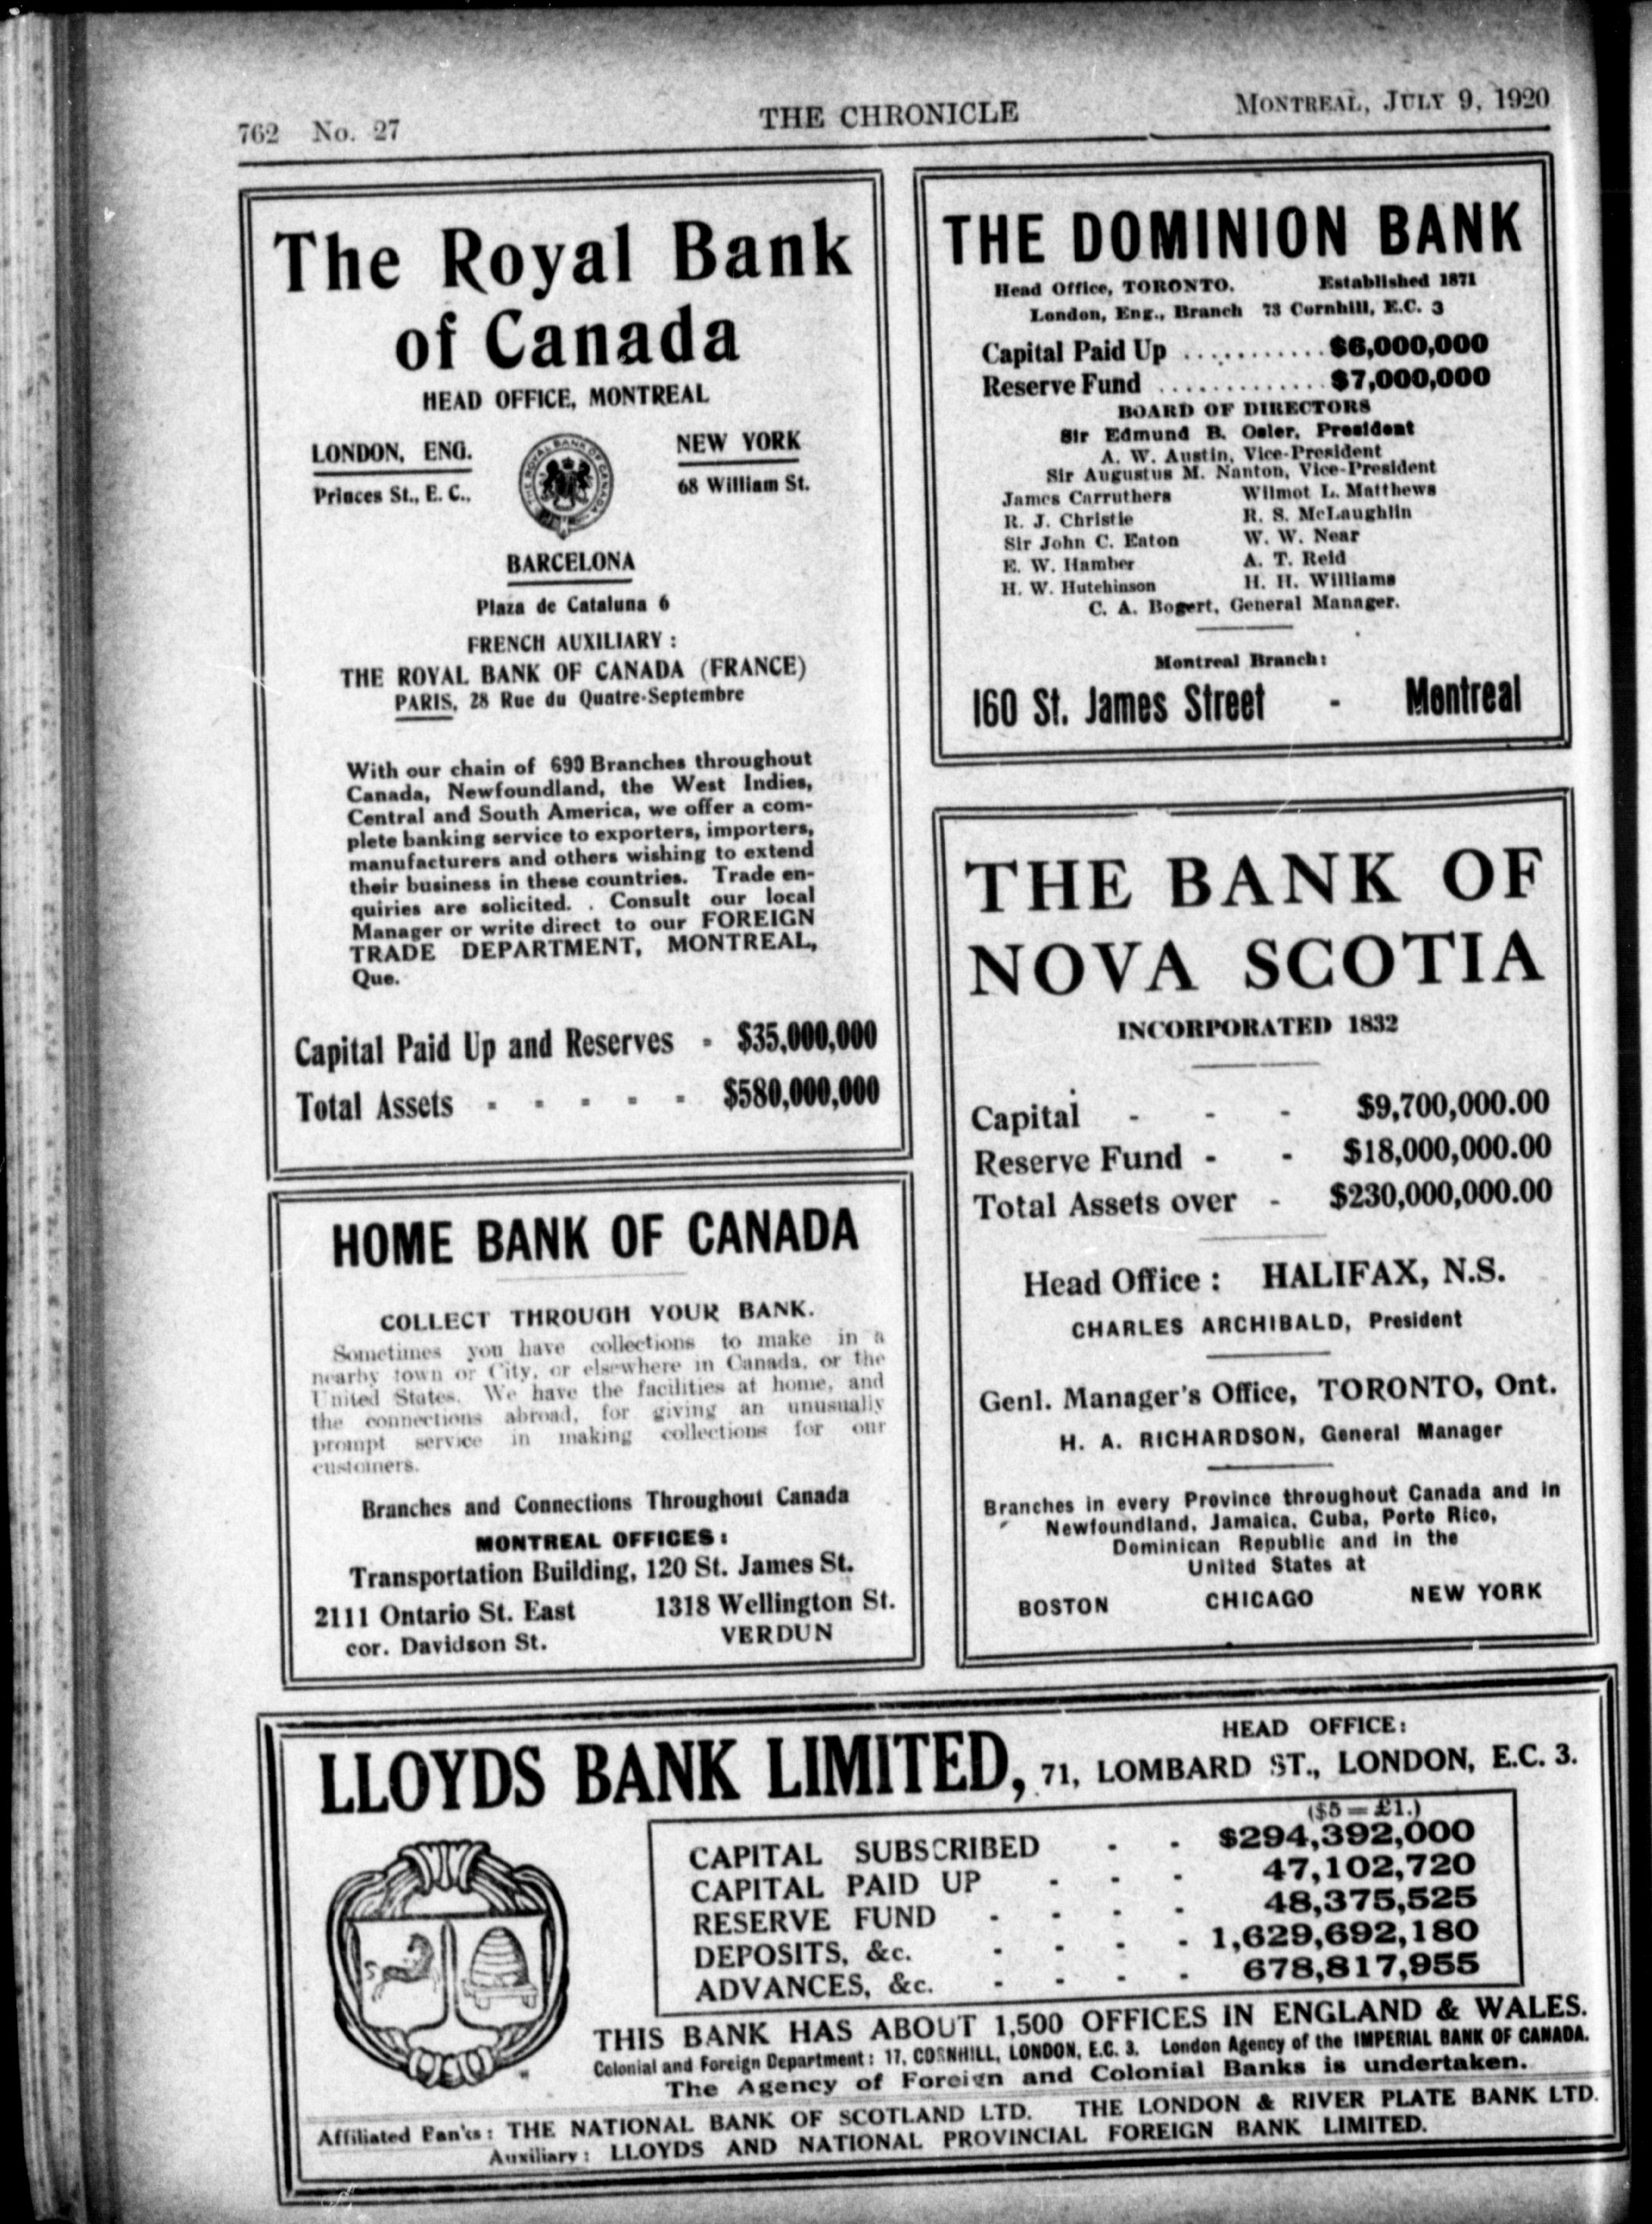 762 No. 27
THE CHRONICLE
MONTREAL, JULY 9, 1920
The Royal Bank
of Canada
HEAD OFFICE, MONTREAL
LONDON, ENG.
Princes St., E. C.,
NEW YORK
68 William St.
THE ROYAL BANK OF CANADA
BARCELONA
Plaza de Cataluna 6
FRENCH AUXILIARY :
THE ROYAL BANK OF CANADA (FRANCE)
PARIS, 28 Rue du Quatre-Septembre
With our chain of 690 Branches throughout
Canada, Newfoundland, the West Indies,
Central and South America, we offer a com-
plete banking service to exporters, importers,
manufacturers and others wishing to extend
their business in these countries. Trade en-
quiries are solicited. . Consult our local
Manager or write direct to our FOREIGN
TRADE DEPARTMENT, MONTREAL,
Que.
Capital Paid Up and Reserves - $35,000,000
Total Assets - - - - - $580,000,000
HOME BANK OF CANADA
COLLECT THROUGH YOUR BANK.
Sometimes you have collections to make in a
nearby town or City, or elsewhere in Canada, or the
United States. We have the facilities at home, and
the connections abroad, for giving an unusually
prompt service in making collections for our
customers.
Branches and Connections Throughout Canada
MONTREAL OFFICES :
Transportation Building, 120 St. James St.
2111 Ontario St. East
cor. Davidson St.
1318 Wellington St.
VERDUN
THE DOMINION BANK
Head Office, TORONTO. Established 1871
London, Eng., Branch 73 Cornhill, E.C. 3
Capital Paid Up ........... $6,000,000
Reserve Fund ............. $7,000,000
BOARD OF DIRECTORS
Sir Edmund B. Osler, President
A. W. Austin, Vice-President
Sir Augustus M. Nanton, Vice-President
James Carruthers Wilmot L. Matthews
R. J. Christie R. S. McLaughlin
Sir John C. Eaton W. W. Near
E. W. Hamber A. T. Reid
H. W. Hutchinson H. H. Williams
C. A. Bogert, General Manager.
Montreal Branch:
160 St. James Street - Montreal
THE BANK OF
NOVA SCOTIA
INCORPORATED 1832
Capital - - - $9,700,000.00
Reserve Fund - - $18,000,000.00
Total Assets over - $230,000,000.00
Head Office : HALIFAX, N.S.
CHARLES ARCHIBALD, President
Genl. Manager's Office, TORONTO, Ont.
H. A. RICHARDSON, General Manager
Branches in every Province throughout Canada and in
Newfoundland, Jamaica, Cuba, Porto Rico,
Dominican Republic and in the
United States at
BOSTON CHICAGO NEW YORK
LLOYDS BANK LIMITED,
HEAD OFFICE:
71, LOMBARD ST., LONDON, E.C. 3.
($5 = £1.)
CAPITAL SUBSCRIBED - - $294,392,000
CAPITAL PAID UP - - - 47,102,720
RESERVE FUND - - - - 48,375,525
DEPOSITS, &c. - - - - 1,629,692,180
ADVANCES, &c. - - - - 678,817,955
THIS BANK HAS ABOUT 1,500 OFFICES IN ENGLAND & WALES.
Colonial and Foreign Department : 17, CORNHILL, LONDON, E.C. 3. London Agency of the IMPERIAL BANK OF CANADA.
The Agency of Foreign and Colonial Banks is undertaken.
Affiliated Banks : THE NATIONAL BANK OF SCOTLAND LTD. THE LONDON & RIVER PLATE BANK LTD.
Auxiliary : LLOYDS AND NATIONAL PROVINCIAL FOREIGN BANK LIMITED.